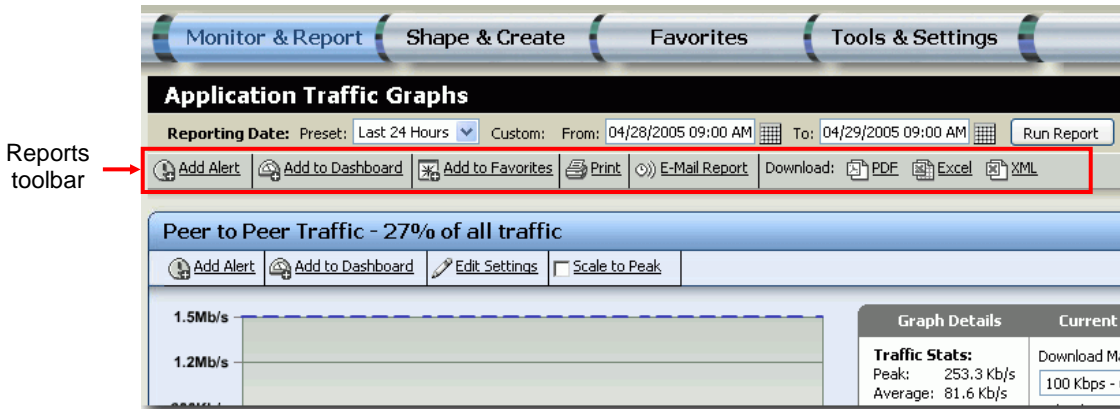 Monitor & Report Shape & Create Favorites Tools & Settings
Application Traffic Graphs
Reporting Date: Preset: Last 24 Hours Custom: From: 04/28/2005 09:00 AM To: 04/29/2005 09:00 AM Run Report
Reports toolbar
Add Alert Add to Dashboard Add to Favorites Print E-Mail Report Download: PDF Excel XML
Peer to Peer Traffic - 27% of all traffic
Add Alert Add to Dashboard Edit Settings Scale to Peak
1.5Mb/s
Graph Details Current
1.2Mb/s
Traffic Stats: Download Ma
Peak: 253.3 Kb/s
100 Kbps -
Average: 81.6 Kb/s